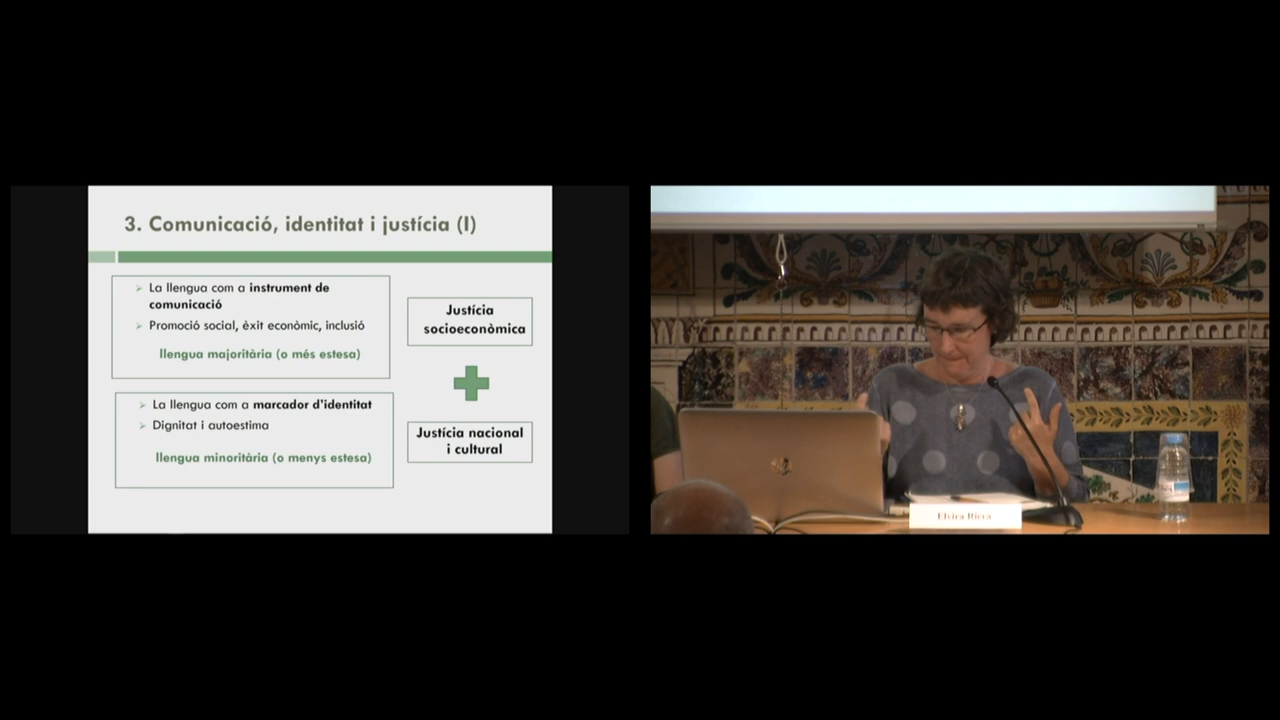 3. Comunicació, identitat i justícia (I)
La llengua com a instrument de
comunicació
Promoció social, èxit econòmic, inclusió
llengua majoritària (o més estesa)
Justícia
socioeconòmica
La llengua com a marcador d'identitat
Dignitat i autoestima
llengua minoritària (o menys estesa)
Justícia nacional
i cultural
Elvira Riera